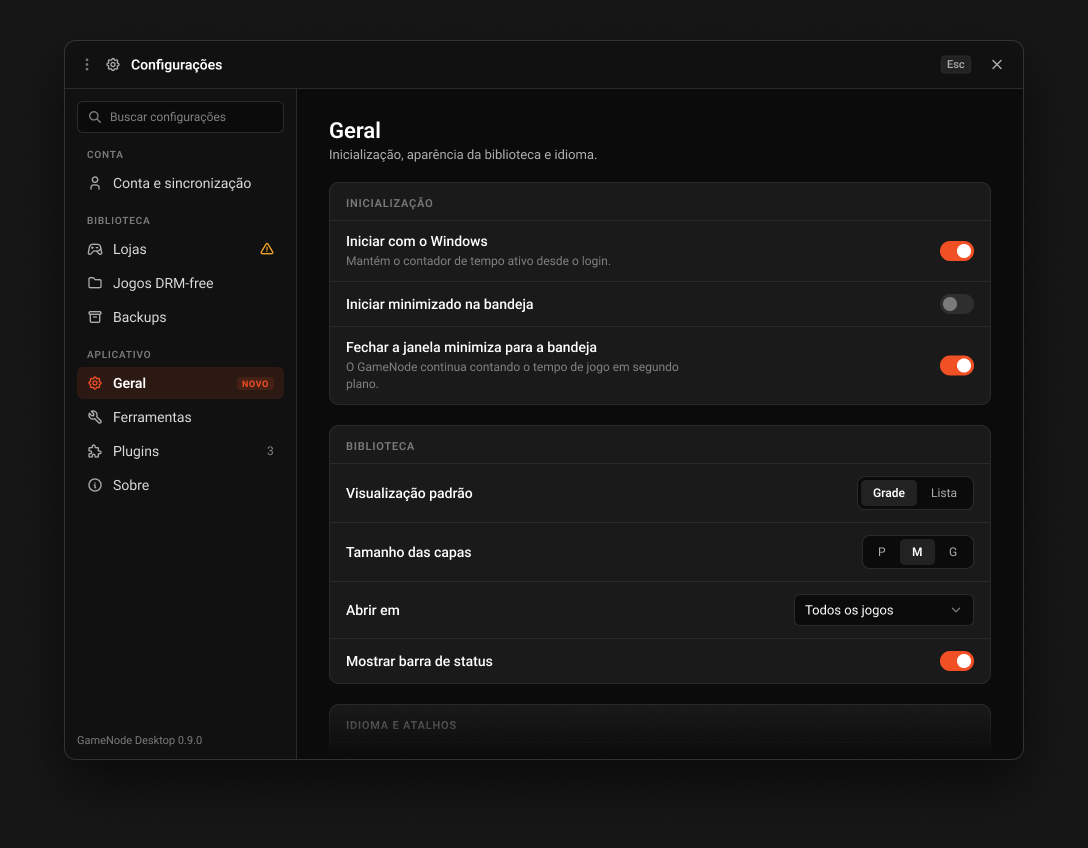 Configurações
Esc
Buscar configurações
CONTA
Conta e sincronização
BIBLIOTECA
Lojas
Jogos DRM-free
Backups
APLICATIVO
Geral NOVO
Ferramentas
Plugins 3
Sobre
GameNode Desktop 0.9.0
Geral
Inicialização, aparência da biblioteca e idioma.
INICIALIZAÇÃO
Iniciar com o Windows
Mantém o contador de tempo ativo desde o login.
Iniciar minimizado na bandeja
Fechar a janela minimiza para a bandeja
O GameNode continua contando o tempo de jogo em segundo
plano.
BIBLIOTECA
Visualização padrão Grade Lista
Tamanho das capas P M G
Abrir em Todos os jogos
Mostrar barra de status
IDIOMA E ATALHOS